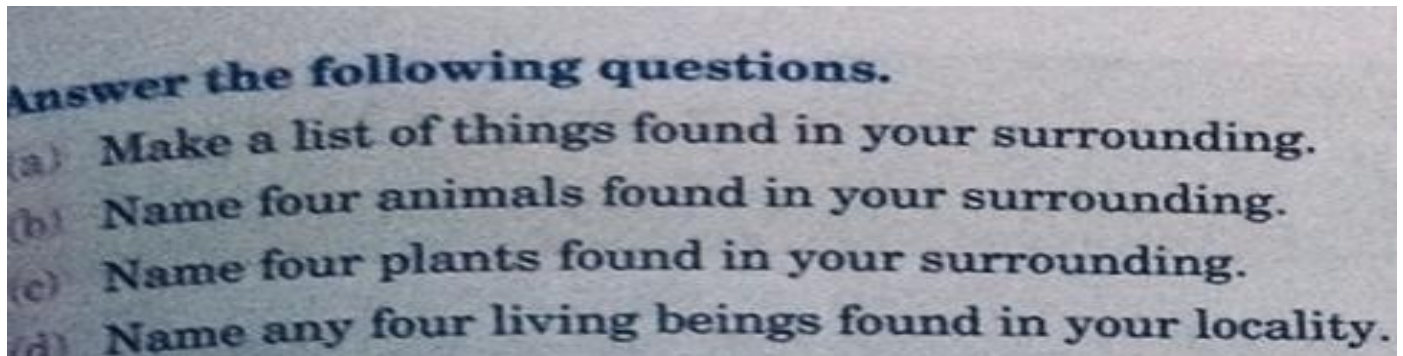 Answer the following questions.
(a) Make a list of things found in your surrounding.
(b) Name four animals found in your surrounding.
(c) Name four plants found in your surrounding.
(d) Name any four living beings found in your locality.